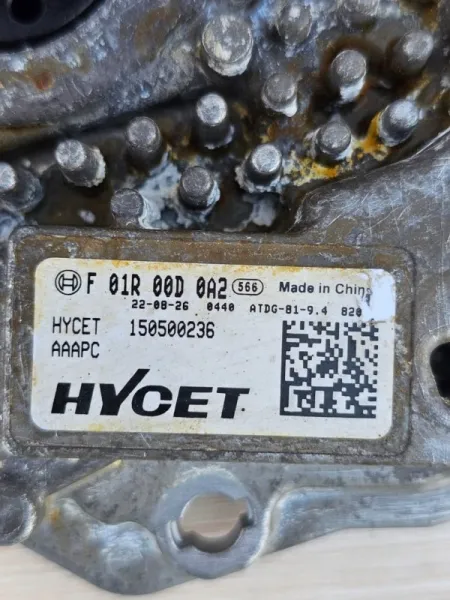 F 01R 00D 0A2 566 Made in China
22-08-26 0440 ATDG-81-9.4 820
HYCET 150500236
AAAPC
HYCET